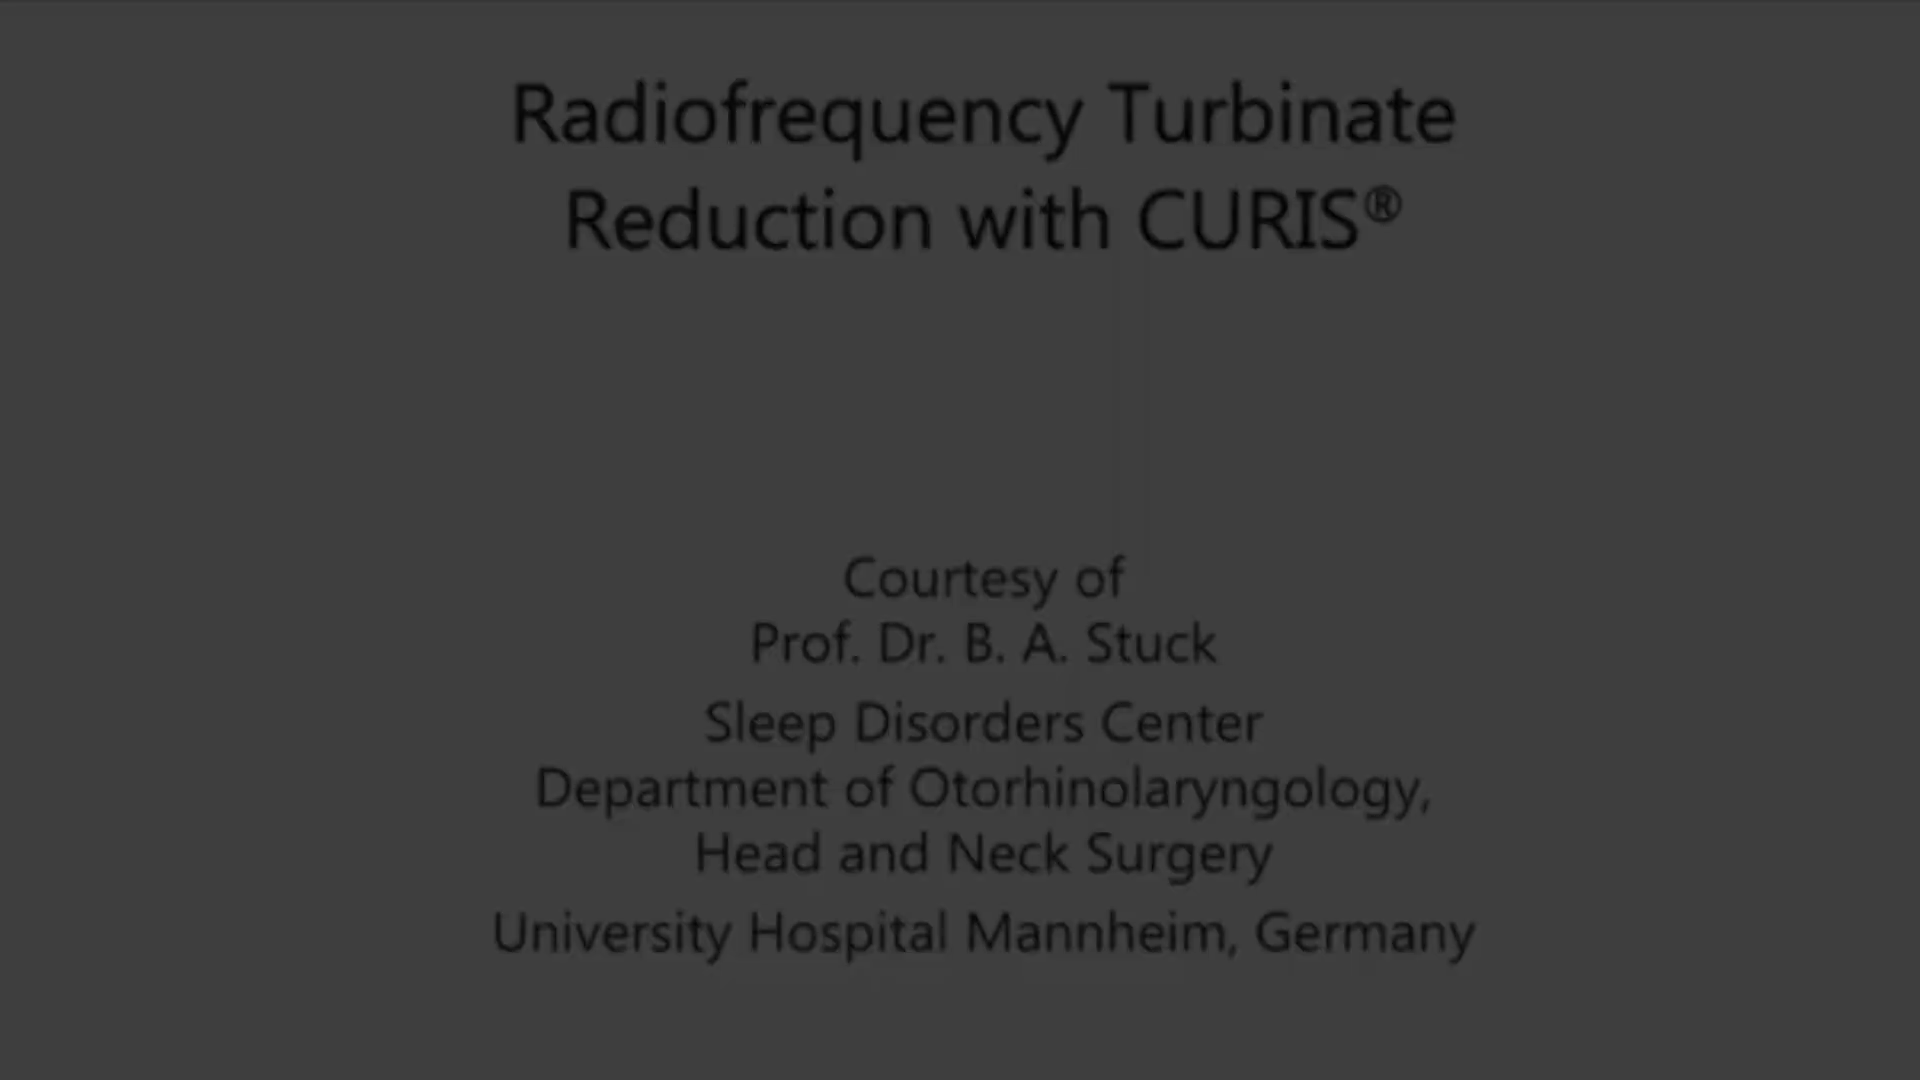 Radiofrequency Turbinate
Reduction with CURIS®
Courtesy of
Prof. Dr. B. A. Stuck
Sleep Disorders Center
Department of Otorhinolaryngology,
Head and Neck Surgery
University Hospital Mannheim, Germany